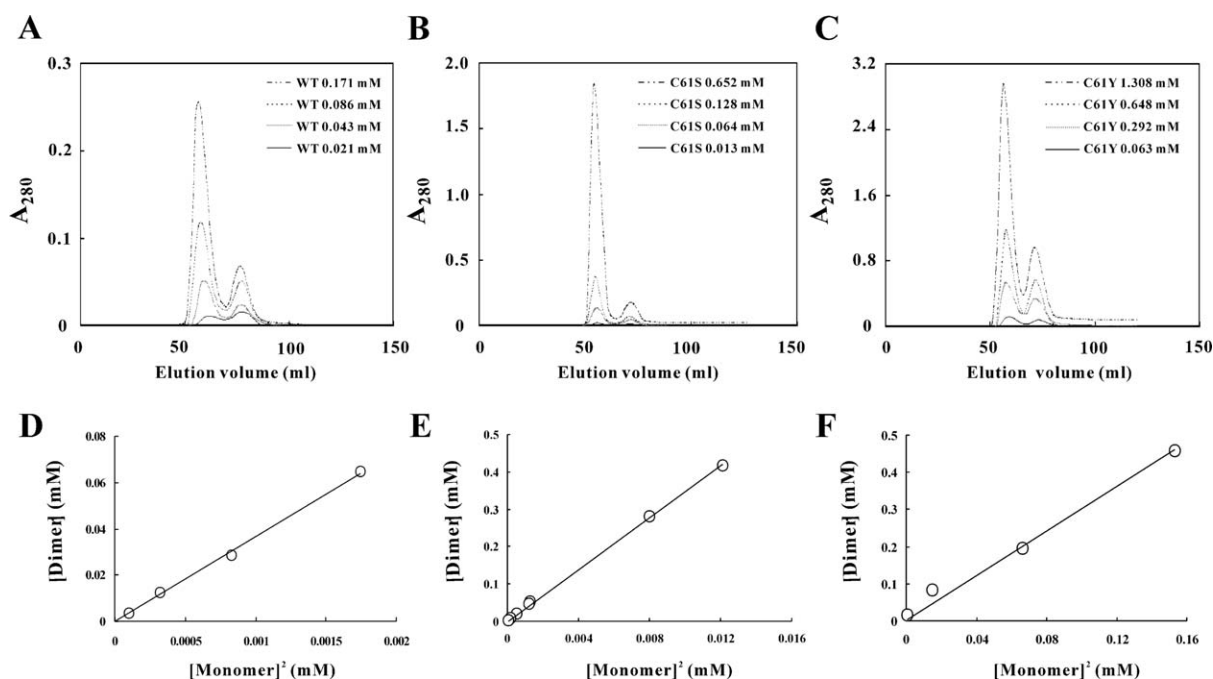 A
B
C
0.3
0.2
0.1
0
A280
WT 0.171 mM
WT 0.086 mM
WT 0.043 mM
WT 0.021 mM
0 50 100 150
Elution volume (ml)
2.0
1.5
1.0
0.5
0
A280
C61S 0.652 mM
C61S 0.128 mM
C61S 0.064 mM
C61S 0.013 mM
0 50 100 150
Elution volume (ml)
3.2
2.4
1.6
0.8
0
A280
C61Y 1.308 mM
C61Y 0.648 mM
C61Y 0.292 mM
C61Y 0.063 mM
0 50 100 150
Elution volume (ml)
D
E
F
0.08
0.06
0.04
0.02
0
[Dimer] (mM)
0 0.0005 0.001 0.0015 0.002
[Monomer]² (mM)
0.5
0.4
0.3
0.2
0.1
0
[Dimer] (mM)
0 0.004 0.008 0.012 0.016
[Monomer]² (mM)
0.5
0.4
0.3
0.2
0.1
0
[Dimer] (mM)
0 0.04 0.08 0.12 0.16
[Monomer]² (mM)